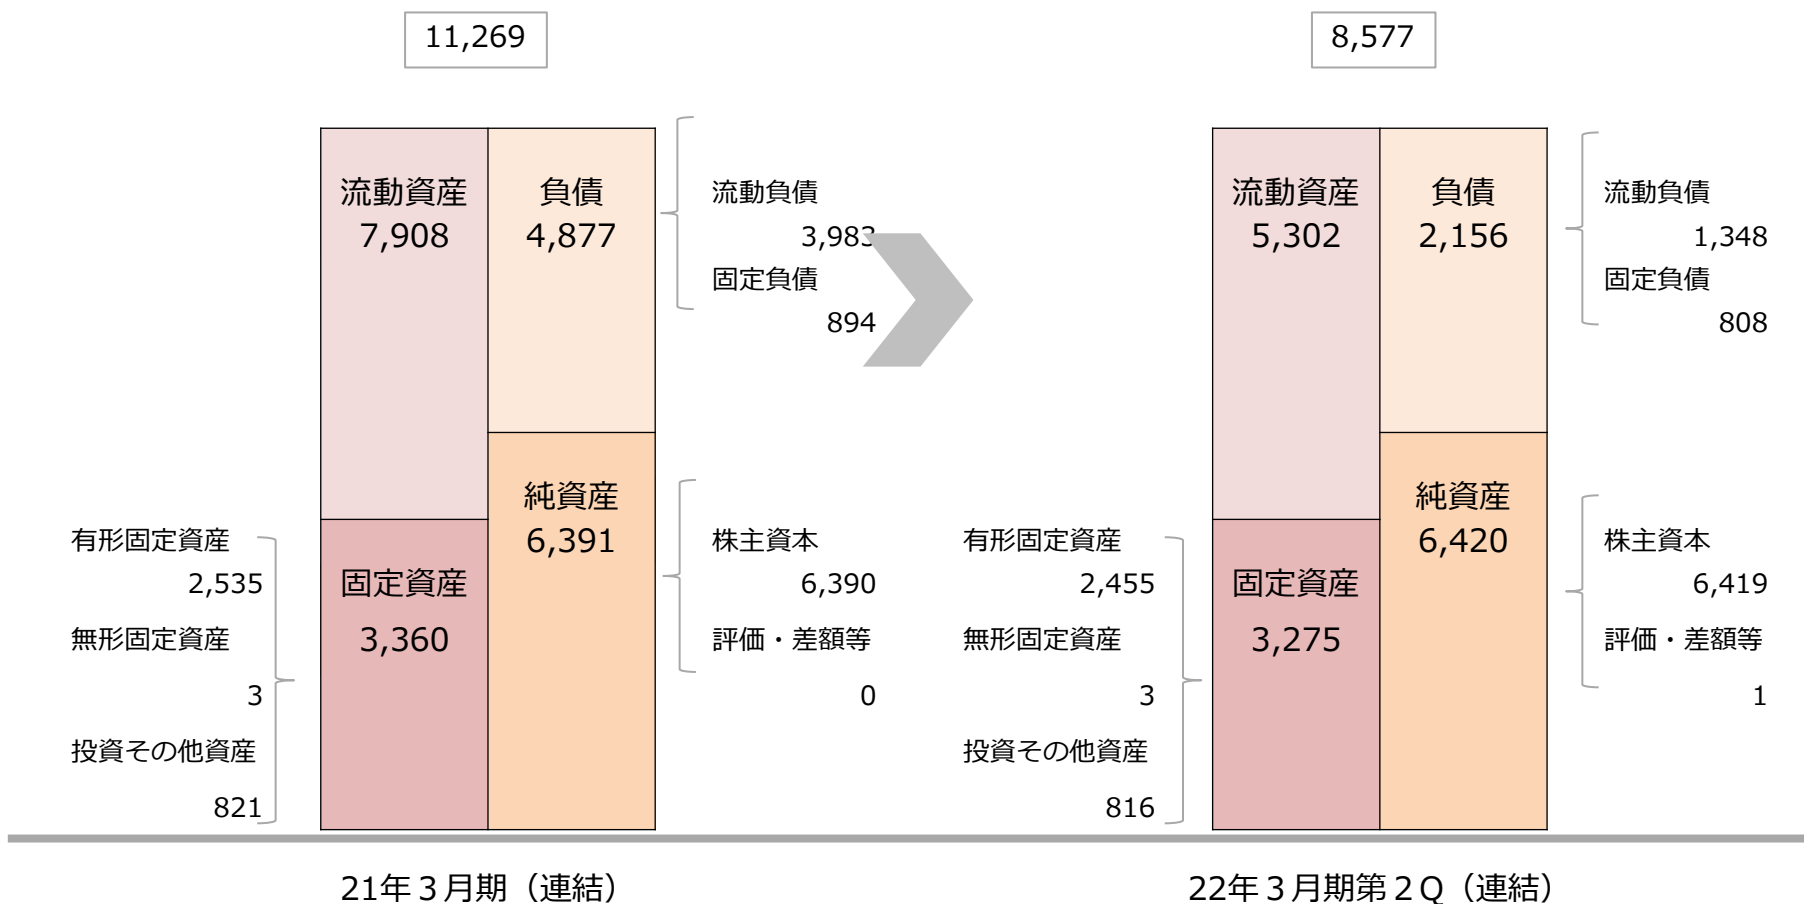 11,269
流動資産
7,908
負債
4,877
流動負債
3,983
固定負債
894
純資産
6,391
固定資産
3,360
有形固定資産
2,535
無形固定資産
3
投資その他資産
821
株主資本
6,390
評価・差額等
0
21年3月期（連結）
8,577
流動資産
5,302
負債
2,156
流動負債
1,348
固定負債
808
純資産
6,420
固定資産
3,275
有形固定資産
2,455
無形固定資産
3
投資その他資産
816
株主資本
6,419
評価・差額等
1
22年3月期第2Q（連結）